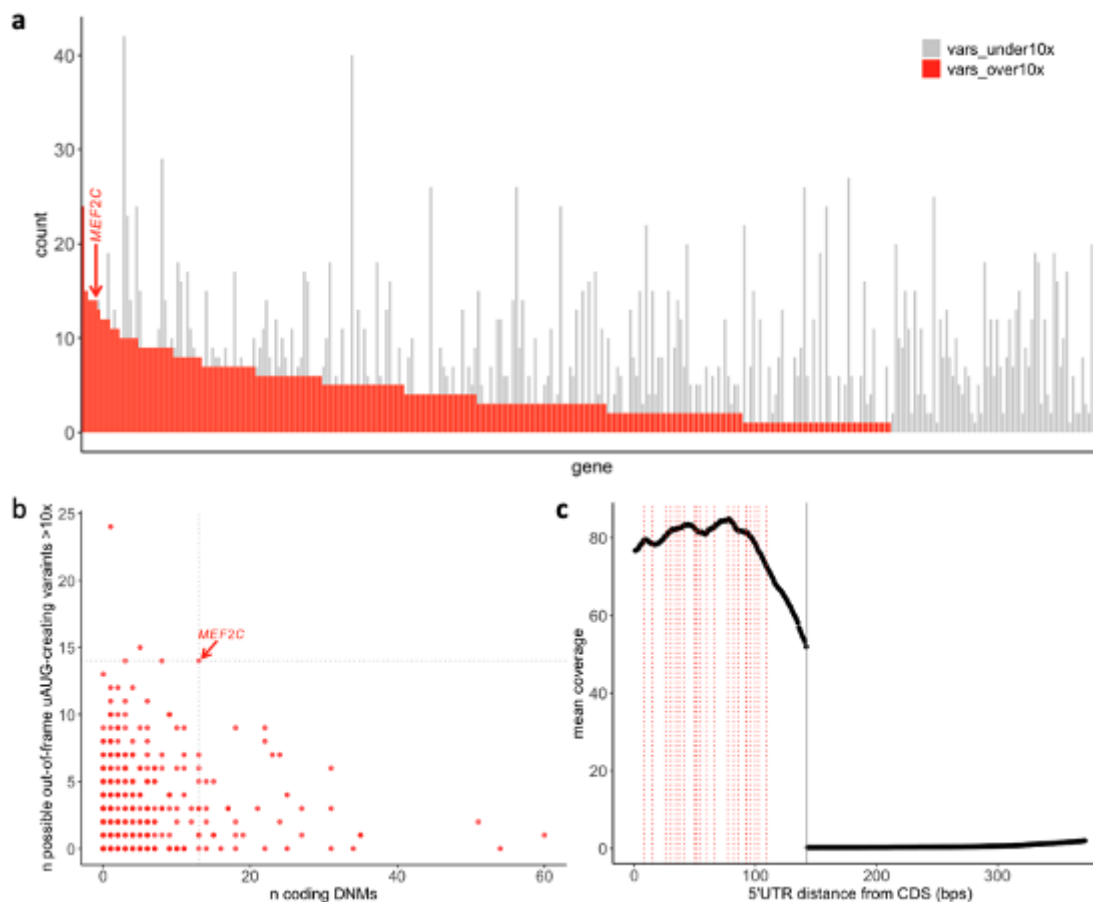 a
vars_under10x
vars_over10x
40
30
20
10
0
count
MEF2C
gene
b
n possible out-of-frame uAUG-creating varaints >10x
25
20
15
10
5
0
MEF2C
0 20 40 60
n coding DNMs
c
mean coverage
80
60
40
20
0
0 100 200 300
5'UTR distance from CDS (bps)